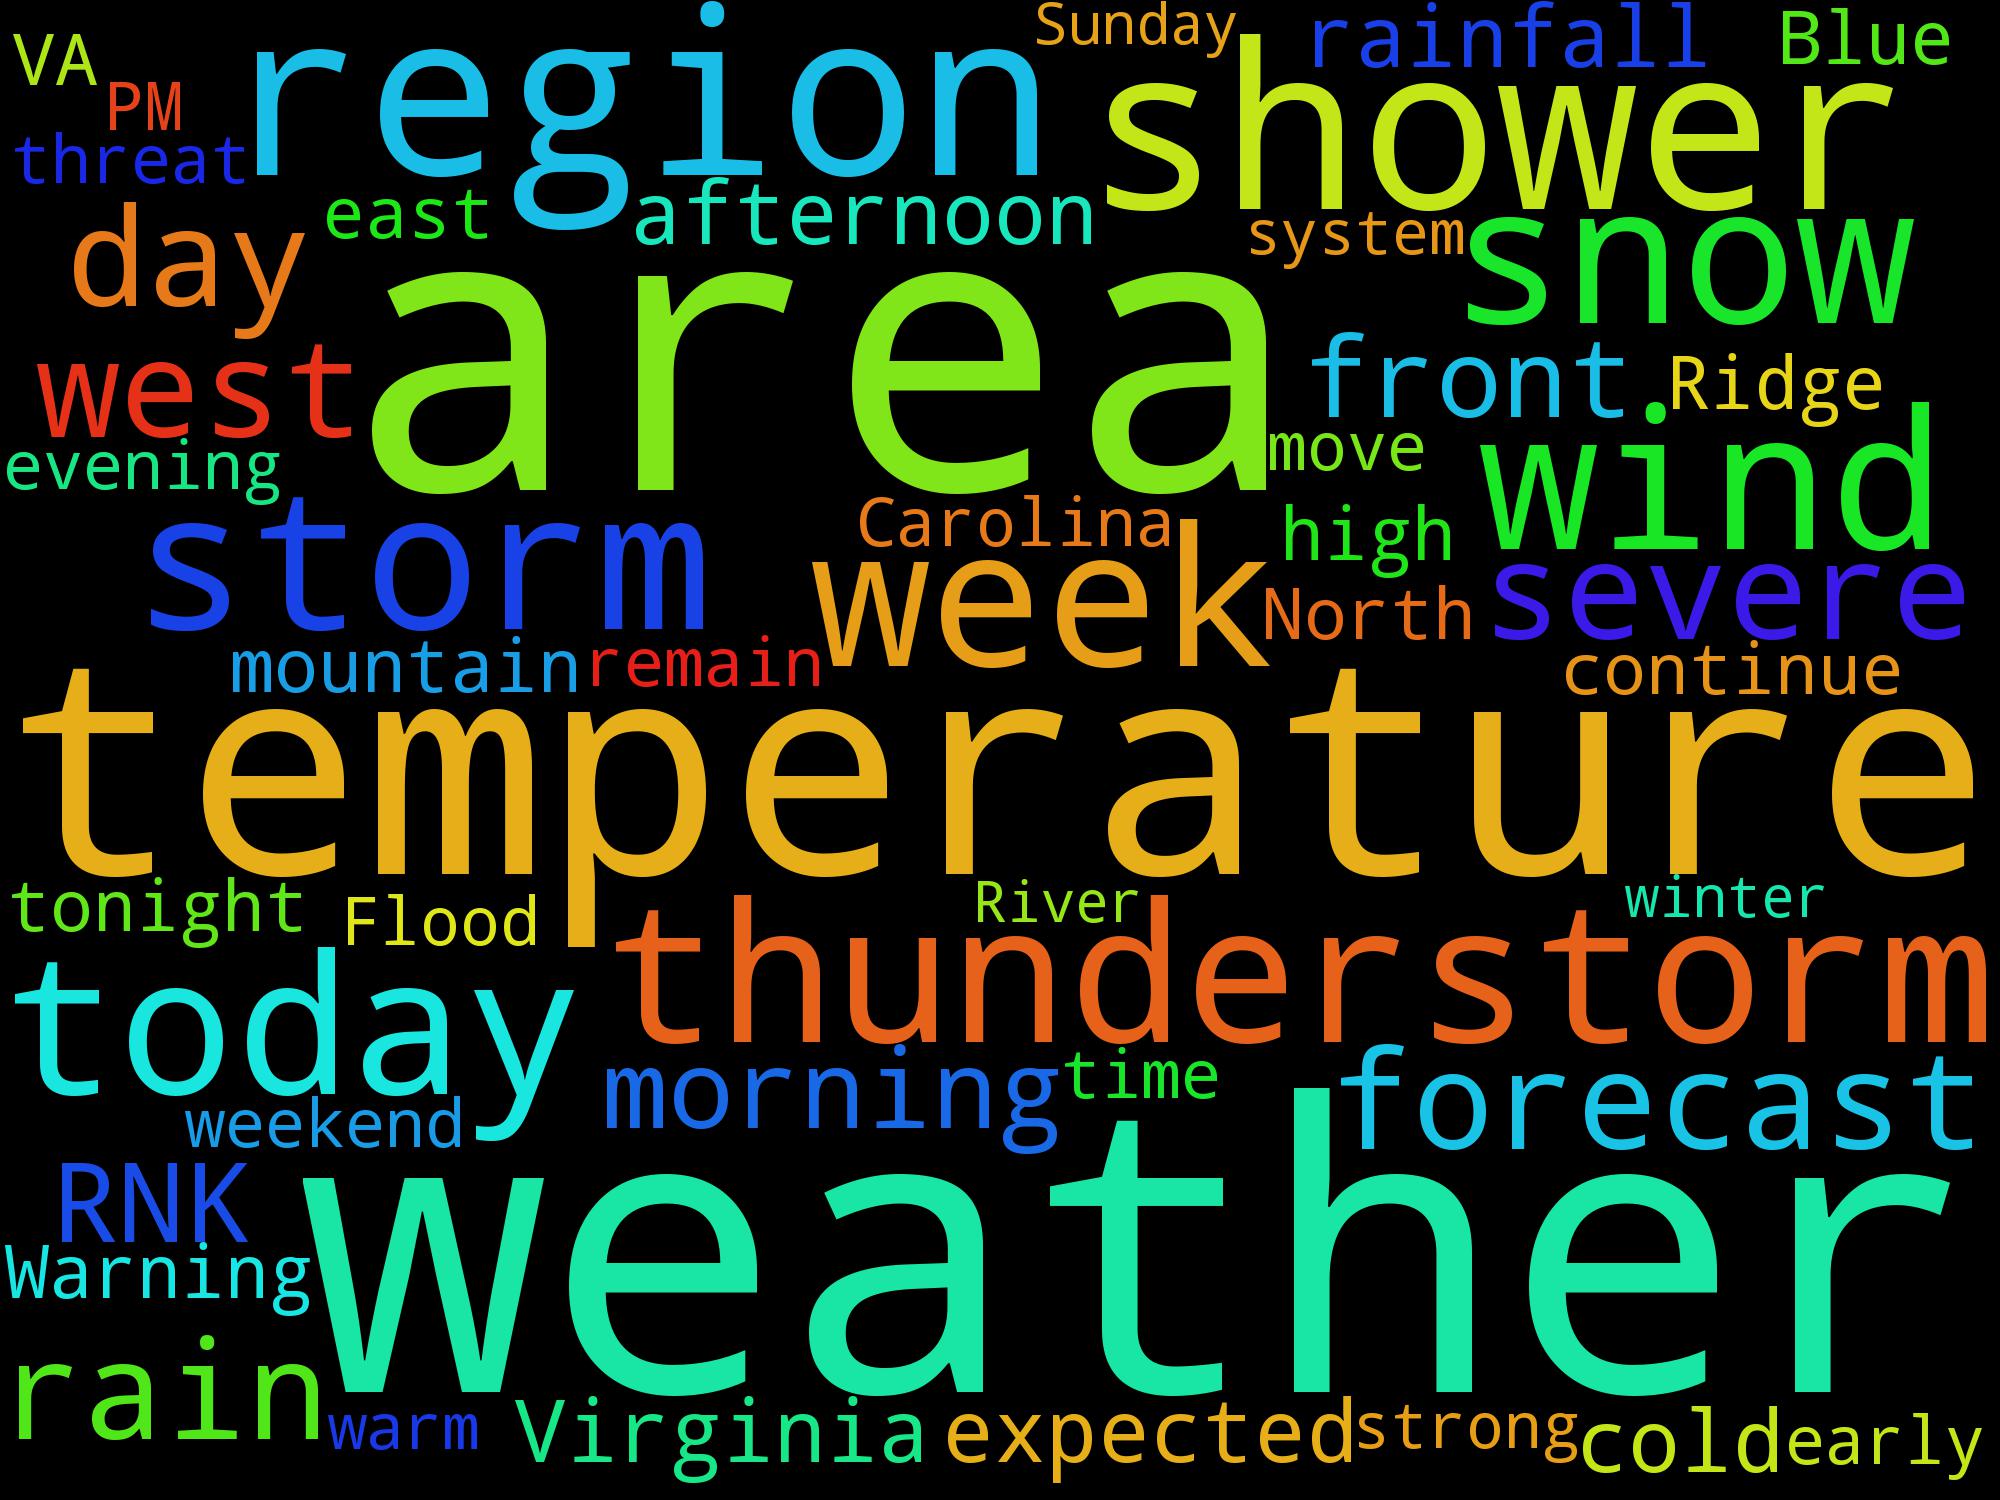 Sunday
rainfall
Blue
VA
region
shower
PM
threat
east
afternoon
system
snow
day
area
west
front
Ridge
evening
move
wind
storm
Carolina
high
week
North
severe
mountain
remain
continue
temperature
tonight
Flood
River
winter
thunderstorm
today
morning
time
forecast
weekend
weather
RNK
Warning
rain
warm
Virginia
expected
strong
cold
early